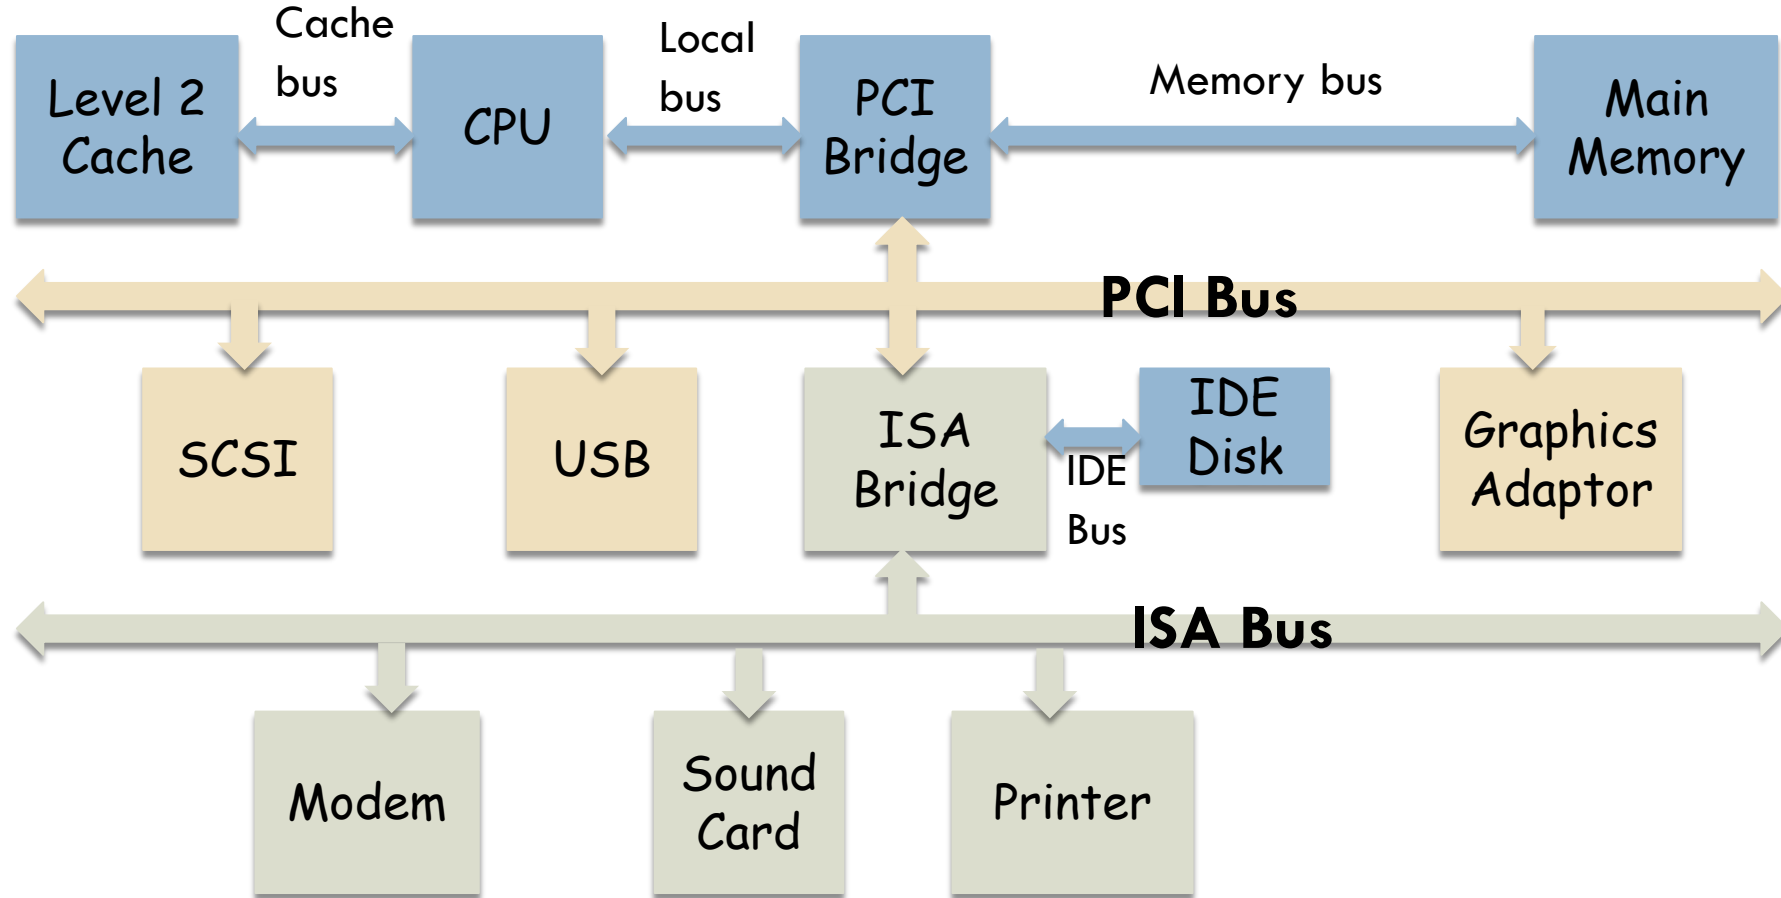 Level 2
Cache
Cache
bus
CPU
Local
bus
PCI
Bridge
Memory bus
Main
Memory
PCI Bus
SCSI
USB
ISA
Bridge
IDE
Bus
IDE
Disk
Graphics
Adaptor
ISA Bus
Modem
Sound
Card
Printer